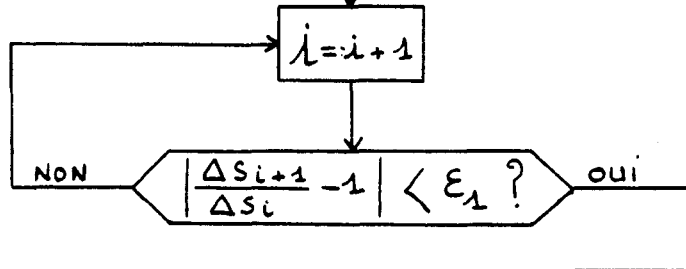 i = i + 1
NON
|ΔSi+1/ΔSi - 1| < ε1 ?
OUI